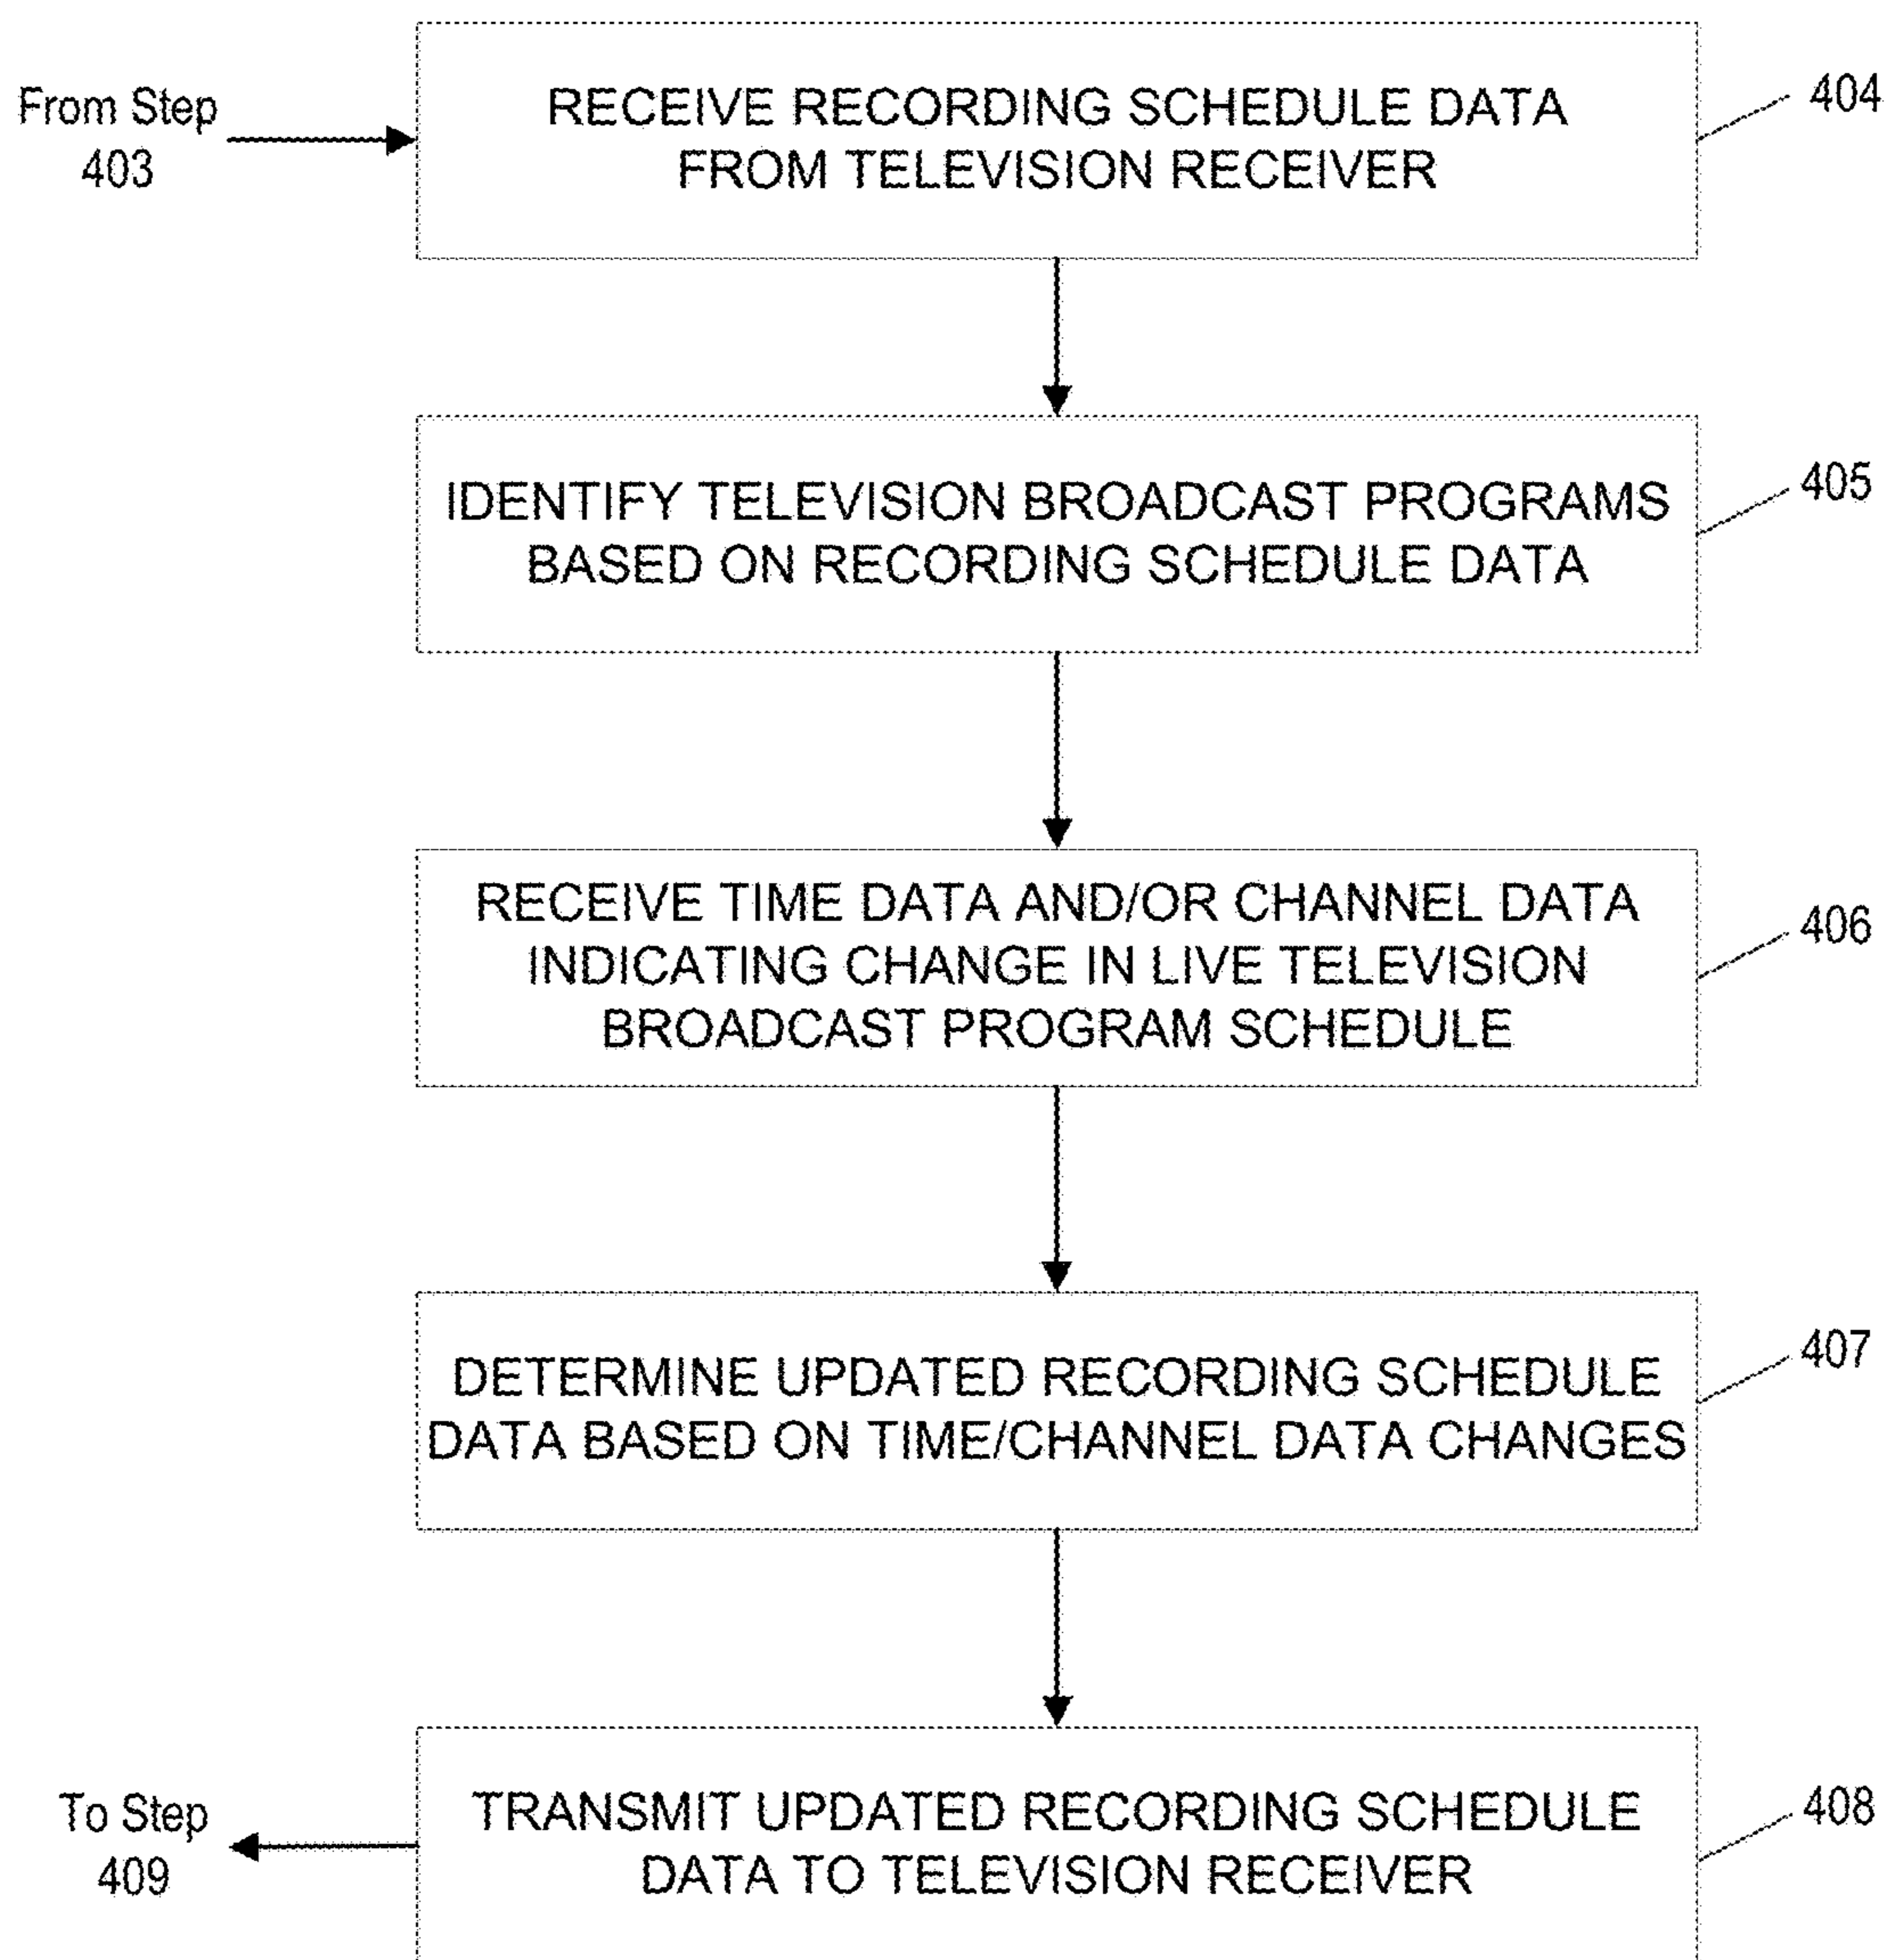 From Step
403
RECEIVE RECORDING SCHEDULE DATA
FROM TELEVISION RECEIVER
404
IDENTIFY TELEVISION BROADCAST PROGRAMS
BASED ON RECORDING SCHEDULE DATA
405
RECEIVE TIME DATA AND/OR CHANNEL DATA
INDICATING CHANGE IN LIVE TELEVISION
BROADCAST PROGRAM SCHEDULE
406
DETERMINE UPDATED RECORDING SCHEDULE
DATA BASED ON TIME/CHANNEL DATA CHANGES
407
TRANSMIT UPDATED RECORDING SCHEDULE
DATA TO TELEVISION RECEIVER
408
To Step
409